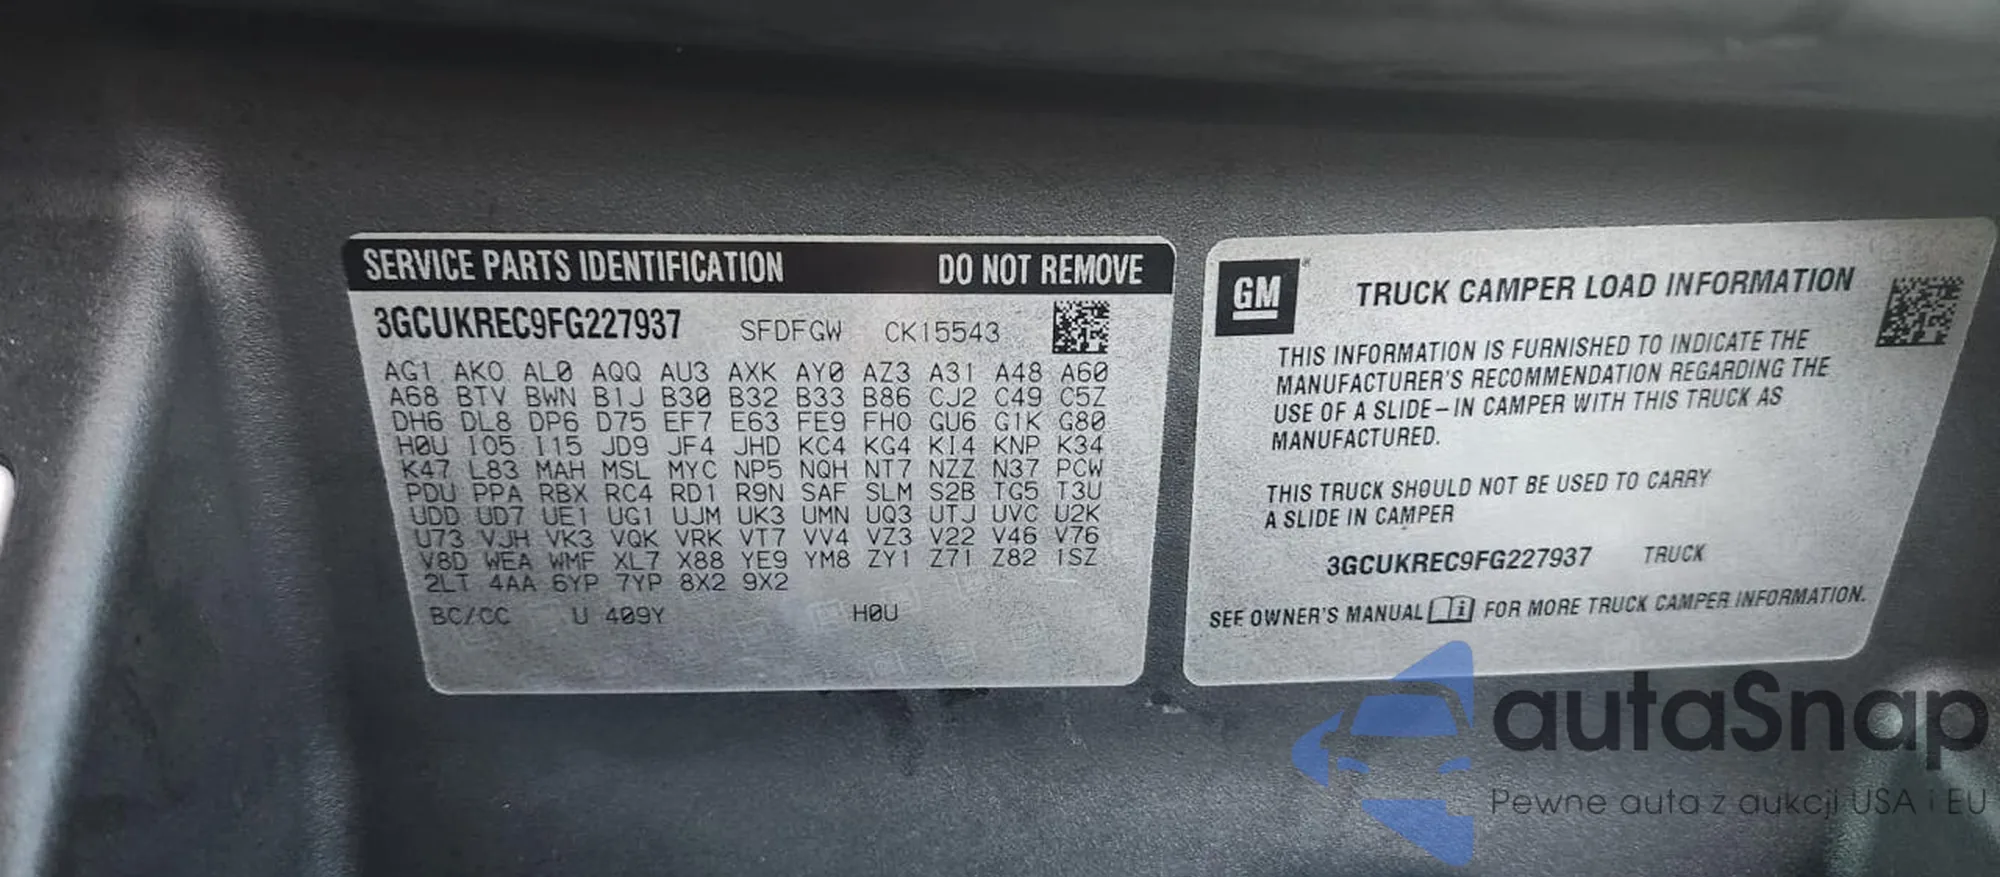 SERVICE PARTS IDENTIFICATION DO NOT REMOVE
3GCUKREC9FG227937 SFDFGW CK15543
AG1 AKO AL0 AQQ AU3 AXK AY0 AZ3 A31 A48 A60
A68 BTV BWN B1J B30 B32 B33 B86 CJ2 C49 C5Z
DH6 DL8 DP6 D75 EF7 E63 FE9 FHO GU6 G1K G80
H0U IO5 I15 JD9 JF4 JHD KC4 KG4 KI4 KNP K34
K47 L83 MAH MSL MYC NP5 NQH NT7 NZZ N37 PCW
PDU PPA RBX RC4 RD1 R9N SAF SLM S2B TG5 T3U
UDD UD7 UE1 UG1 UJM UK3 UMN UQ3 UTJ UVC U2K
U73 VJH VK3 VQK VRK VT7 VV4 VZ3 V22 V46 V76
V8D WEA WMF XL7 X88 YE9 YM8 ZY1 Z71 Z82 1SZ
2LT 4AA 6YP 7YP 8X2 9X2
BC/CC U 409Y H0U
GM
TRUCK CAMPER LOAD INFORMATION
THIS INFORMATION IS FURNISHED TO INDICATE THE
MANUFACTURER'S RECOMMENDATION REGARDING THE
USE OF A SLIDE-IN CAMPER WITH THIS TRUCK AS
MANUFACTURED.
THIS TRUCK SHOULD NOT BE USED TO CARRY
A SLIDE IN CAMPER
3GCUKREC9FG227937 TRUCK
SEE OWNER'S MANUAL FOR MORE TRUCK CAMPER INFORMATION.
autaSnap
Pewne auta z aukcji USA i EU